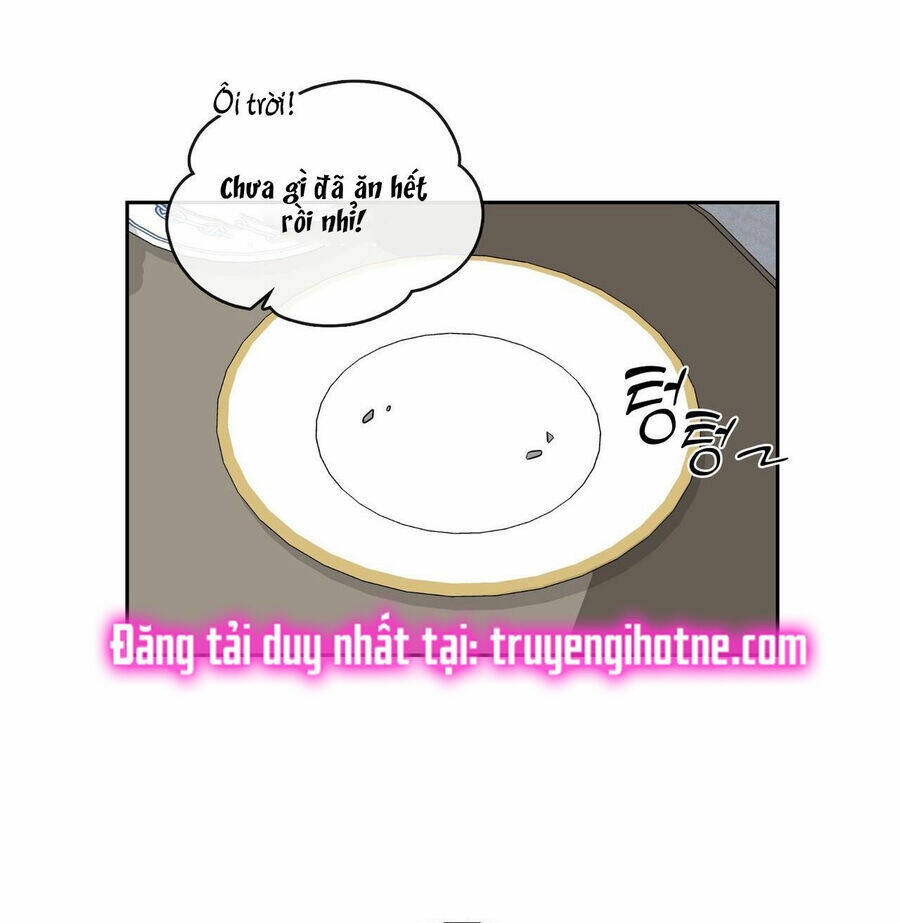 Ôi trời!
Chưa gì đã ăn hết
rồi nhỉ!
텅
텅~
Đăng tải duy nhất tại: truyengihotne.com